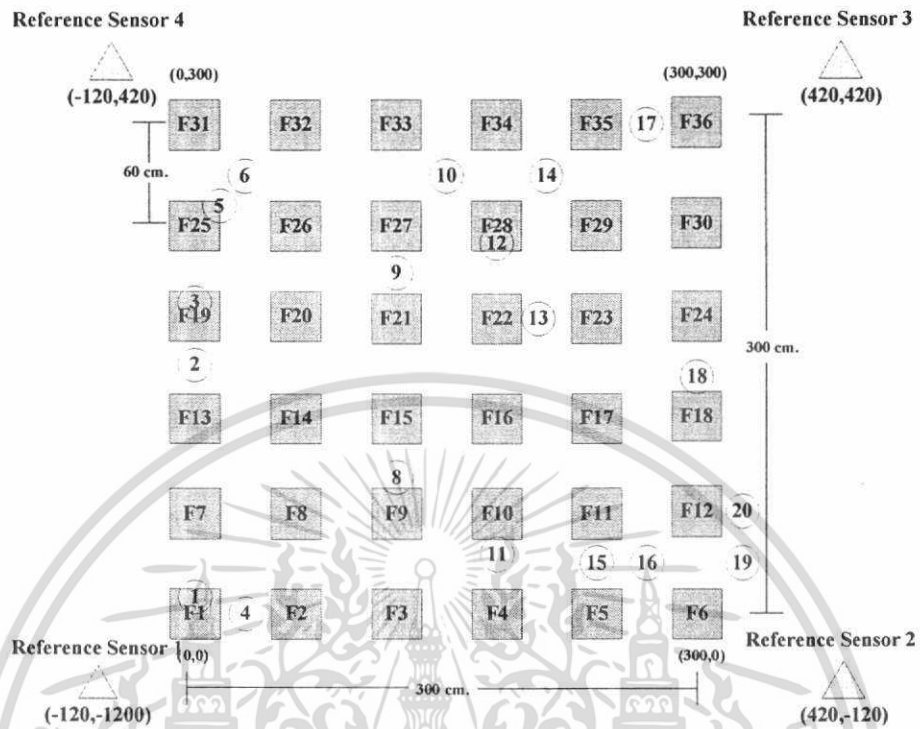 Reference Sensor 4
Reference Sensor 3
(0,300)
(300,300)
(-120,420)
(420,420)
F31 F32 F33 F34 F35 17 F36
60 cm.
6 10 14
5
F25 F26 F27 F28 F29 F30
12
9
3
F19 F20 F21 F22 13 F23 F24
300 cm.
2
18
F13 F14 F15 F16 F17 F18
8
F7 F8 F9 F10 F11 F12 20
11 15 16 19
1
F1 4 F2 F3 F4 F5 F6
Reference Sensor 1
Reference Sensor 2
(0,0)
(300,0)
300 cm.
(-120,-1200)
(420,-120)